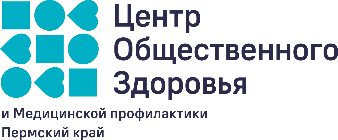 Центр
Общественного
Здоровья
и Медицинской профилактики
Пермский край